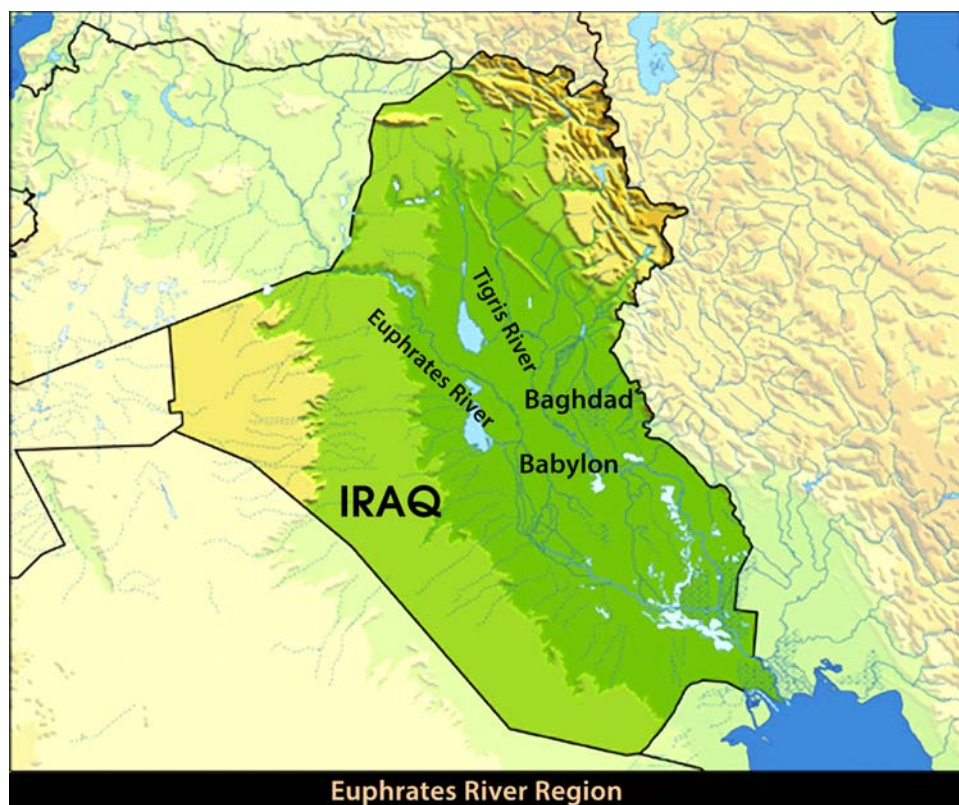 Tigris River
Euphrates River
Baghdad
Babylon
IRAQ
Euphrates River Region